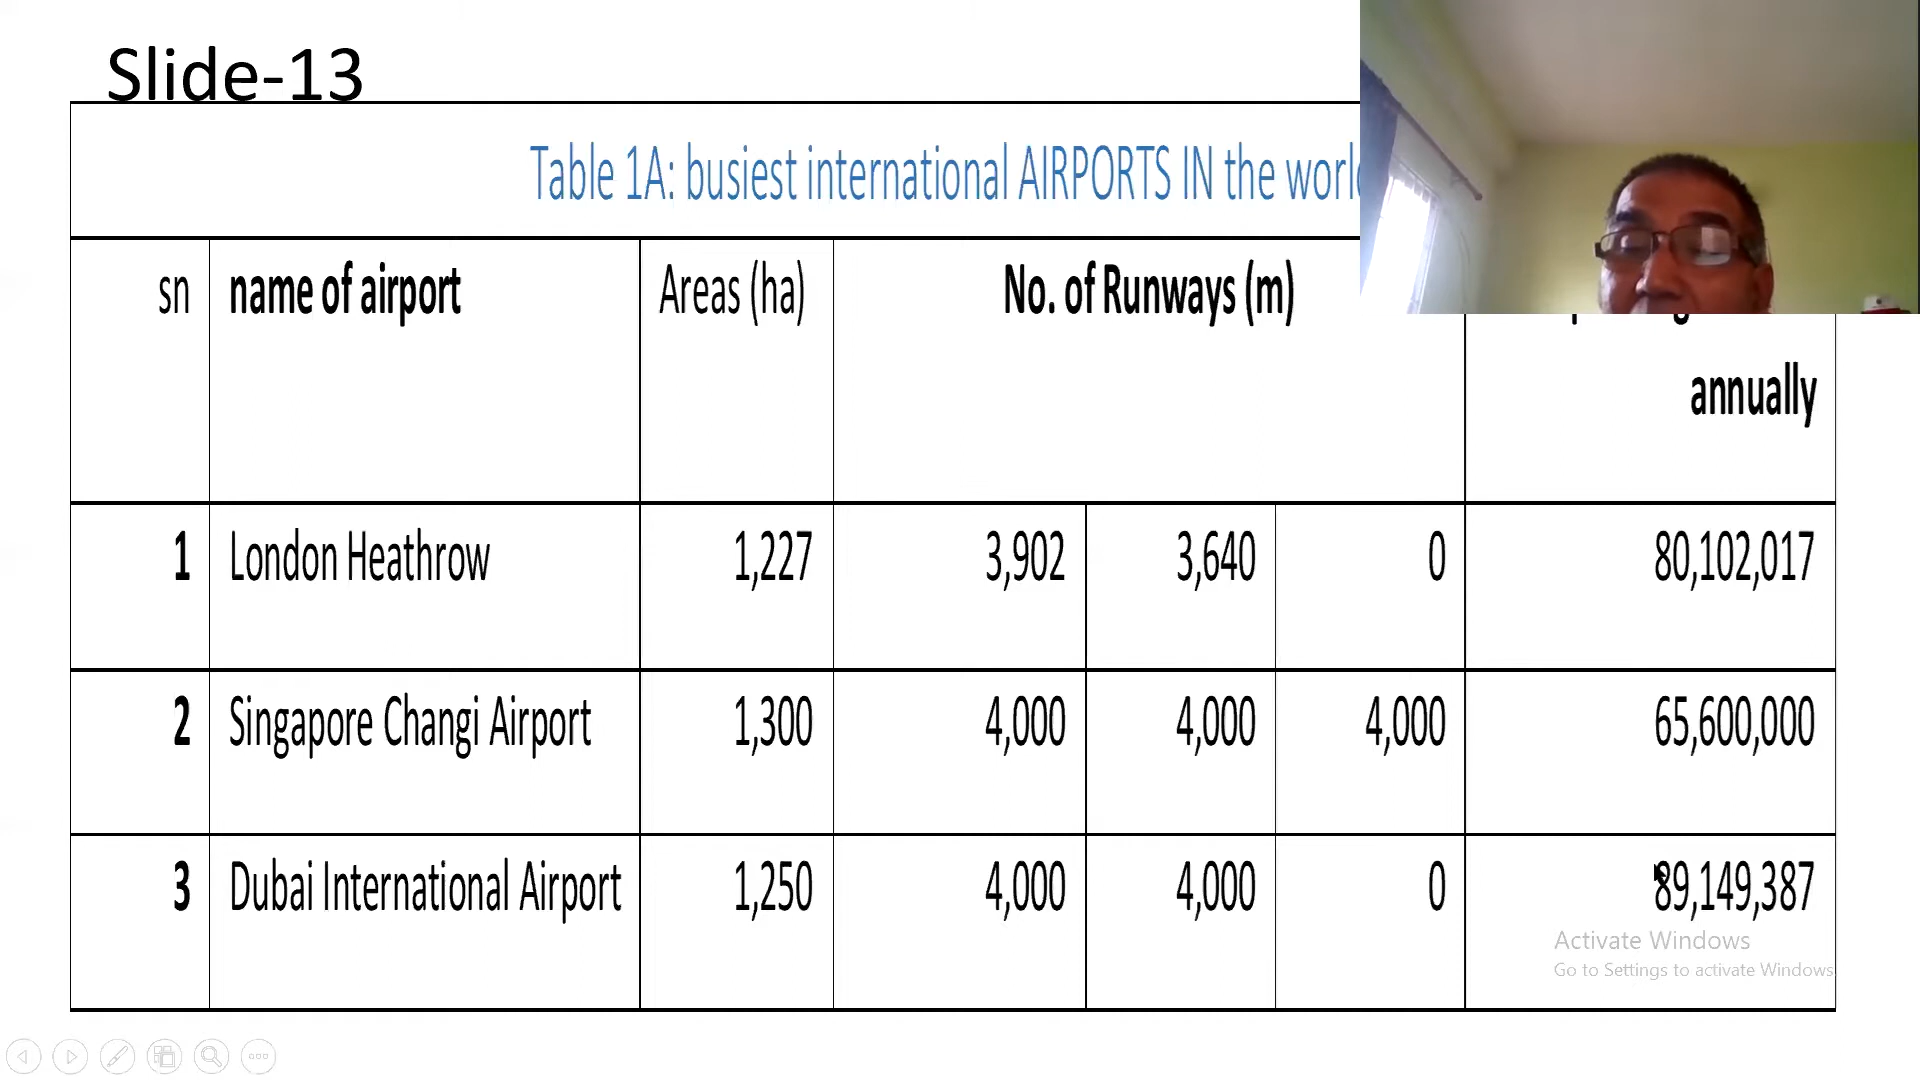 Slide-13
Table 1A: busiest international AIRPORTS IN the
sn name of airport Areas (ha) No. of Runways (m)
annually
1 London Heathrow 1,227 3,902 3,640 0 80,102,017
2 Singapore Changi Airport 1,300 4,000 4,000 4,000 65,600,000
3 Dubai International Airport 1,250 4,000 4,000 0 89,149,387
Activate Windows
Go to Settings to activate Windows